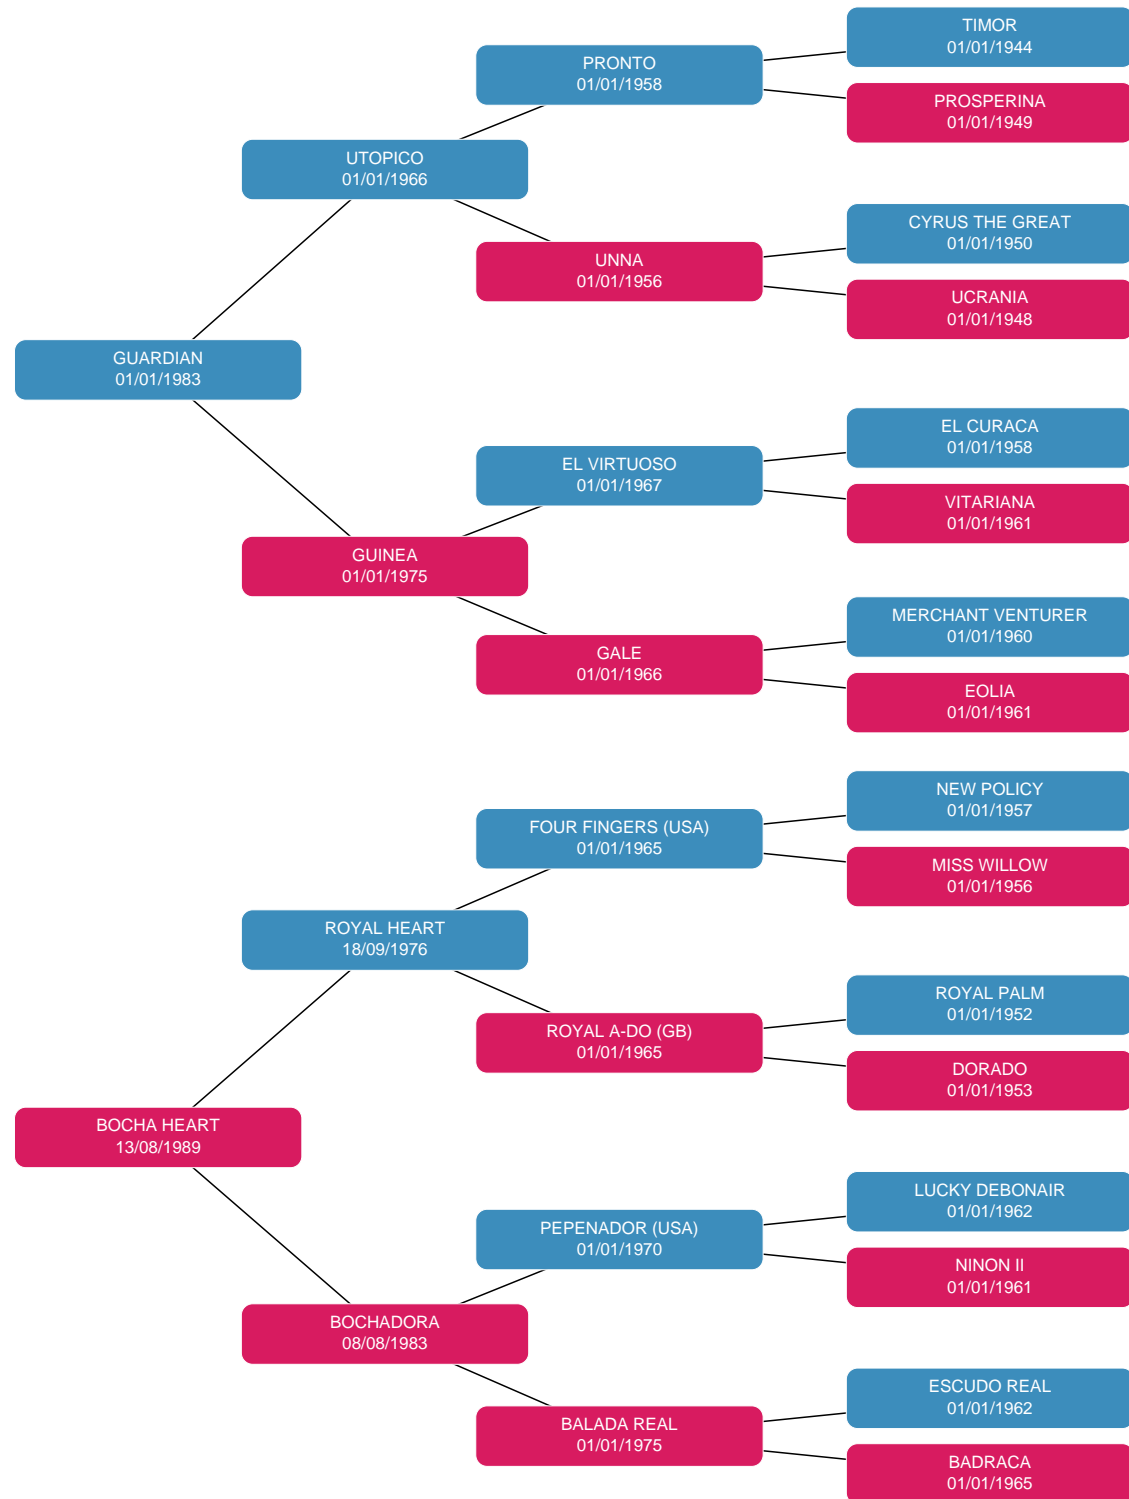 TIMOR
01/01/1944
PRONTO
01/01/1958
PROSPERINA
01/01/1949
UTOPICO
01/01/1966
CYRUS THE GREAT
01/01/1950
UNNA
01/01/1956
UCRANIA
01/01/1948
GUARDIAN
01/01/1983
EL CURACA
01/01/1958
EL VIRTUOSO
01/01/1967
VITARIANA
01/01/1961
GUINEA
01/01/1975
MERCHANT VENTURER
01/01/1960
GALE
01/01/1966
EOLIA
01/01/1961
NEW POLICY
01/01/1957
FOUR FINGERS (USA)
01/01/1965
MISS WILLOW
01/01/1956
ROYAL HEART
18/09/1976
ROYAL PALM
01/01/1952
ROYAL A-DO (GB)
01/01/1965
DORADO
01/01/1953
BOCHA HEART
13/08/1989
LUCKY DEBONAIR
01/01/1962
PEPENADOR (USA)
01/01/1970
NINON II
01/01/1961
BOCHADORA
08/08/1983
ESCUDO REAL
01/01/1962
BALADA REAL
01/01/1975
BADRACA
01/01/1965